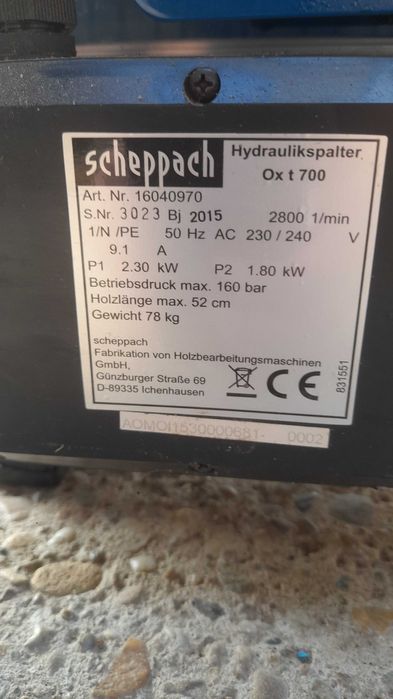 scheppach
Hydraulikspalter
Ox t 700
Art. Nr. 16040970
S.Nr. 3023 Bj 2015 2800 1/min
1/N /PE 50 Hz AC 230 / 240 V
9.1 A
P1 2.30 kW P2 1.80 kW
Betriebsdruck max. 160 bar
Holzlänge max. 52 cm
Gewicht 78 kg
scheppach
Fabrikation von Holzbearbeitungsmaschinen
GmbH,
Günzburger Straße 69
D-89335 Ichenhausen
CE
831551
AOMOI1530000681- 0002